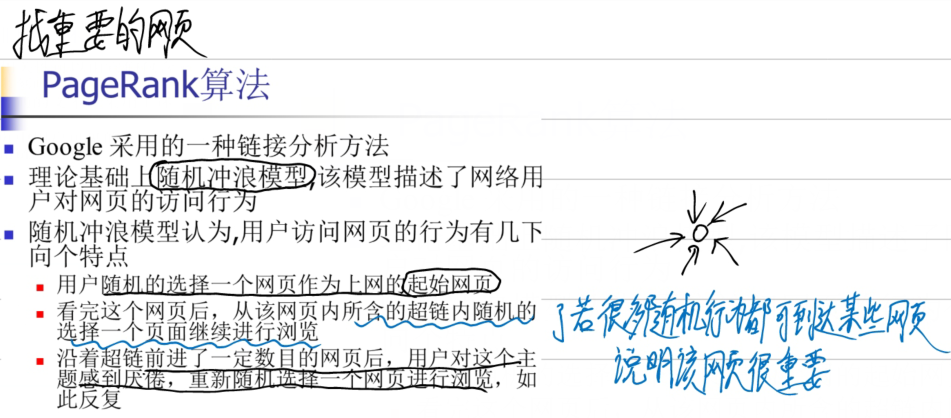 找重要的网页
PageRank算法
Google 采用的一种链接分析方法
理论基础上随机冲浪模型,该模型描述了网络用
户对网页的访问行为
随机冲浪模型认为,用户访问网页的行为有几下
向个特点
用户随机的选择一个网页作为上网的起始网页
看完这个网页后，从该网页内所含的超链内随机的
选择一个页面继续进行浏览
沿着超链前进了一定数目的网页后，用户对这个主
题感到厌倦，重新随机选择一个网页进行浏览，如
此反复
若很多随机行动都可到达某些网页
说明该网页很重要